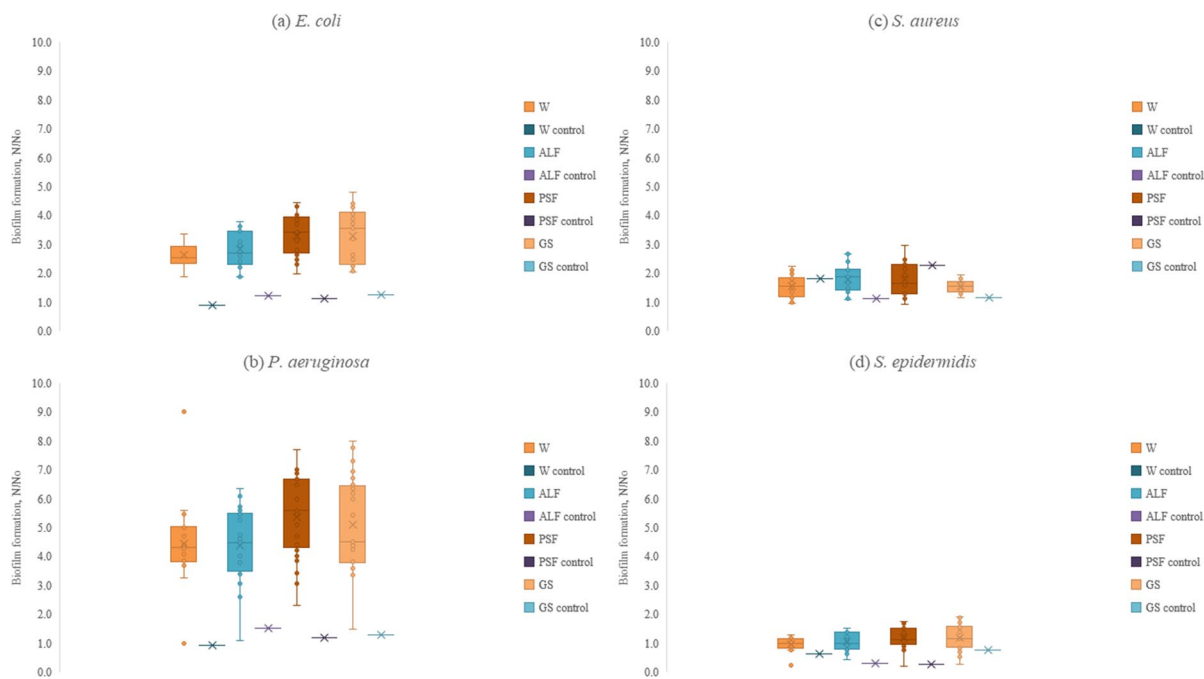 (a) E. coli
10.0
9.0
8.0
7.0
6.0
5.0
4.0
3.0
2.0
1.0
0.0
Biofilm formation, N/No
W
W control
ALF
ALF control
PSF
PSF control
GS
GS control
(c) S. aureus
10.0
9.0
8.0
7.0
6.0
5.0
4.0
3.0
2.0
1.0
0.0
Biofilm formation, N/No
W
W control
ALF
ALF control
PSF
PSF control
GS
GS control
(b) P. aeruginosa
10.0
9.0
8.0
7.0
6.0
5.0
4.0
3.0
2.0
1.0
0.0
Biofilm formation, N/No
W
W control
ALF
ALF control
PSF
PSF control
GS
GS control
(d) S. epidermidis
10.0
9.0
8.0
7.0
6.0
5.0
4.0
3.0
2.0
1.0
0.0
Biofilm formation, N/No
W
W control
ALF
ALF control
PSF
PSF control
GS
GS control